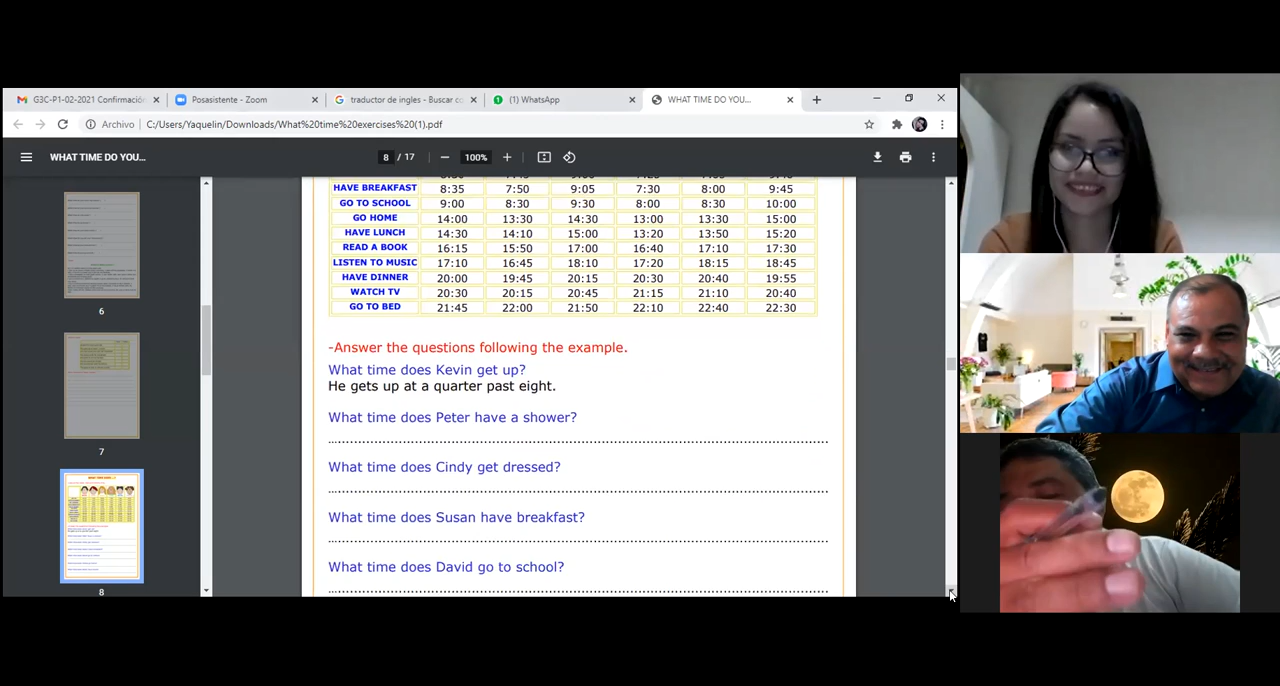 G3C-P1-02-2021 Confirmació
Posasistente - Zoom
traductor de ingles - Buscar co
(1) WhatsApp
WHAT TIME DO YOU...
Archivo | C:/Users/Yaquelin/Downloads/What%20time%20exercises%20(1).pdf
WHAT TIME DO YOU...
8 / 17
100%
HAVE BREAKFAST 8:35 7:50 9:05 7:30 8:00 9:45
GO TO SCHOOL 9:00 8:30 9:30 8:00 8:30 10:00
GO HOME 14:00 13:30 14:30 13:00 13:30 15:00
HAVE LUNCH 14:30 14:10 15:00 13:20 13:50 15:20
READ A BOOK 16:15 15:50 17:00 16:40 17:10 17:30
LISTEN TO MUSIC 17:10 16:45 18:10 17:20 18:15 18:45
HAVE DINNER 20:00 19:45 20:15 20:30 20:40 19:55
WATCH TV 20:30 20:15 20:45 21:15 21:10 20:40
GO TO BED 21:45 22:00 21:50 22:10 22:40 22:30
-Answer the questions following the example.
What time does Kevin get up?
He gets up at a quarter past eight.
What time does Peter have a shower?
What time does Cindy get dressed?
What time does Susan have breakfast?
What time does David go to school?
6
7
8